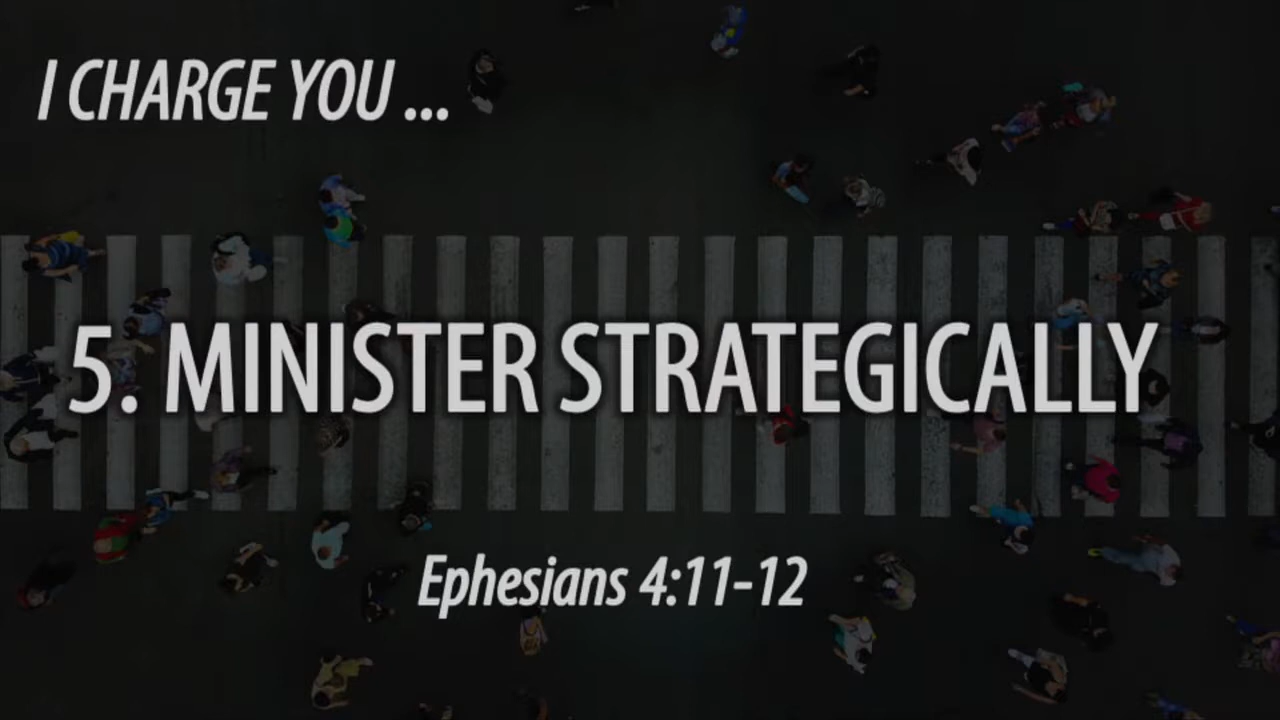 I CHARGE YOU ...
5. MINISTER STRATEGICALLY
Ephesians 4:11-12